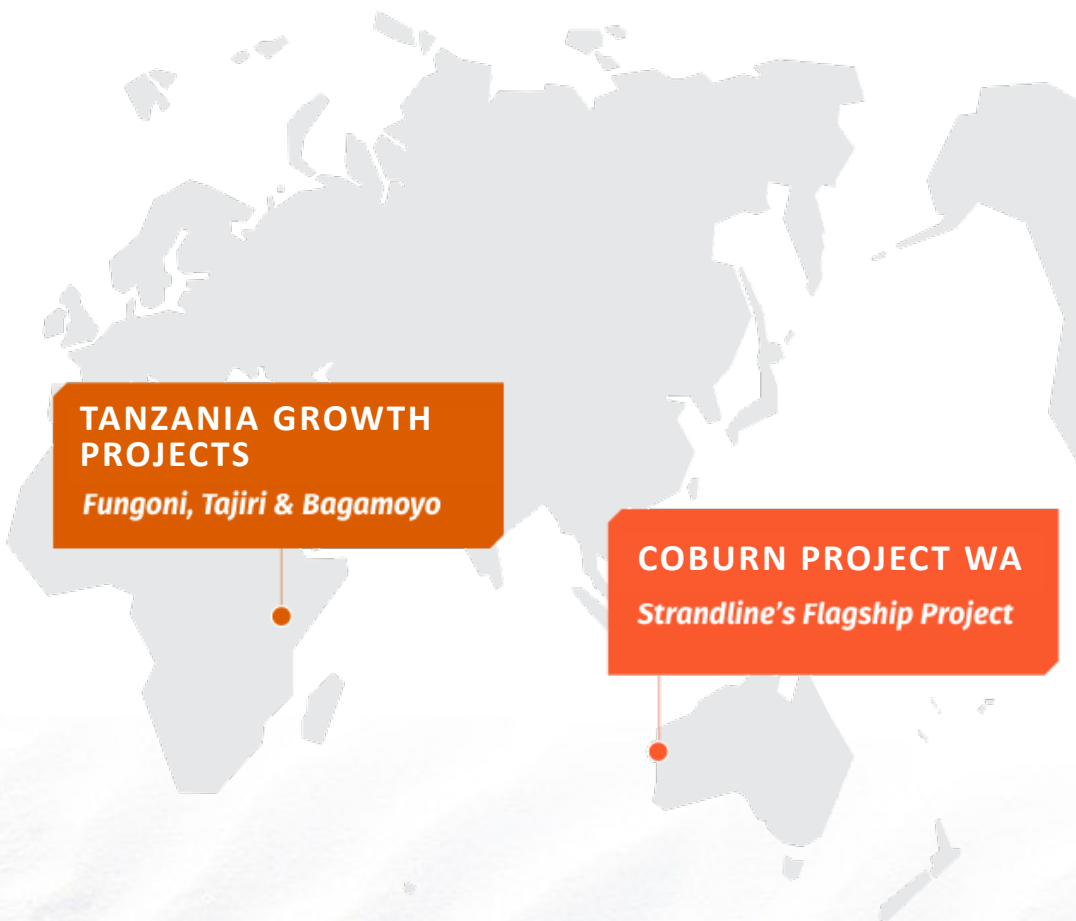 TANZANIA GROWTH
PROJECTS
Fungoni, Tajiri & Bagamoyo
COBURN PROJECT WA
Strandline’s Flagship Project